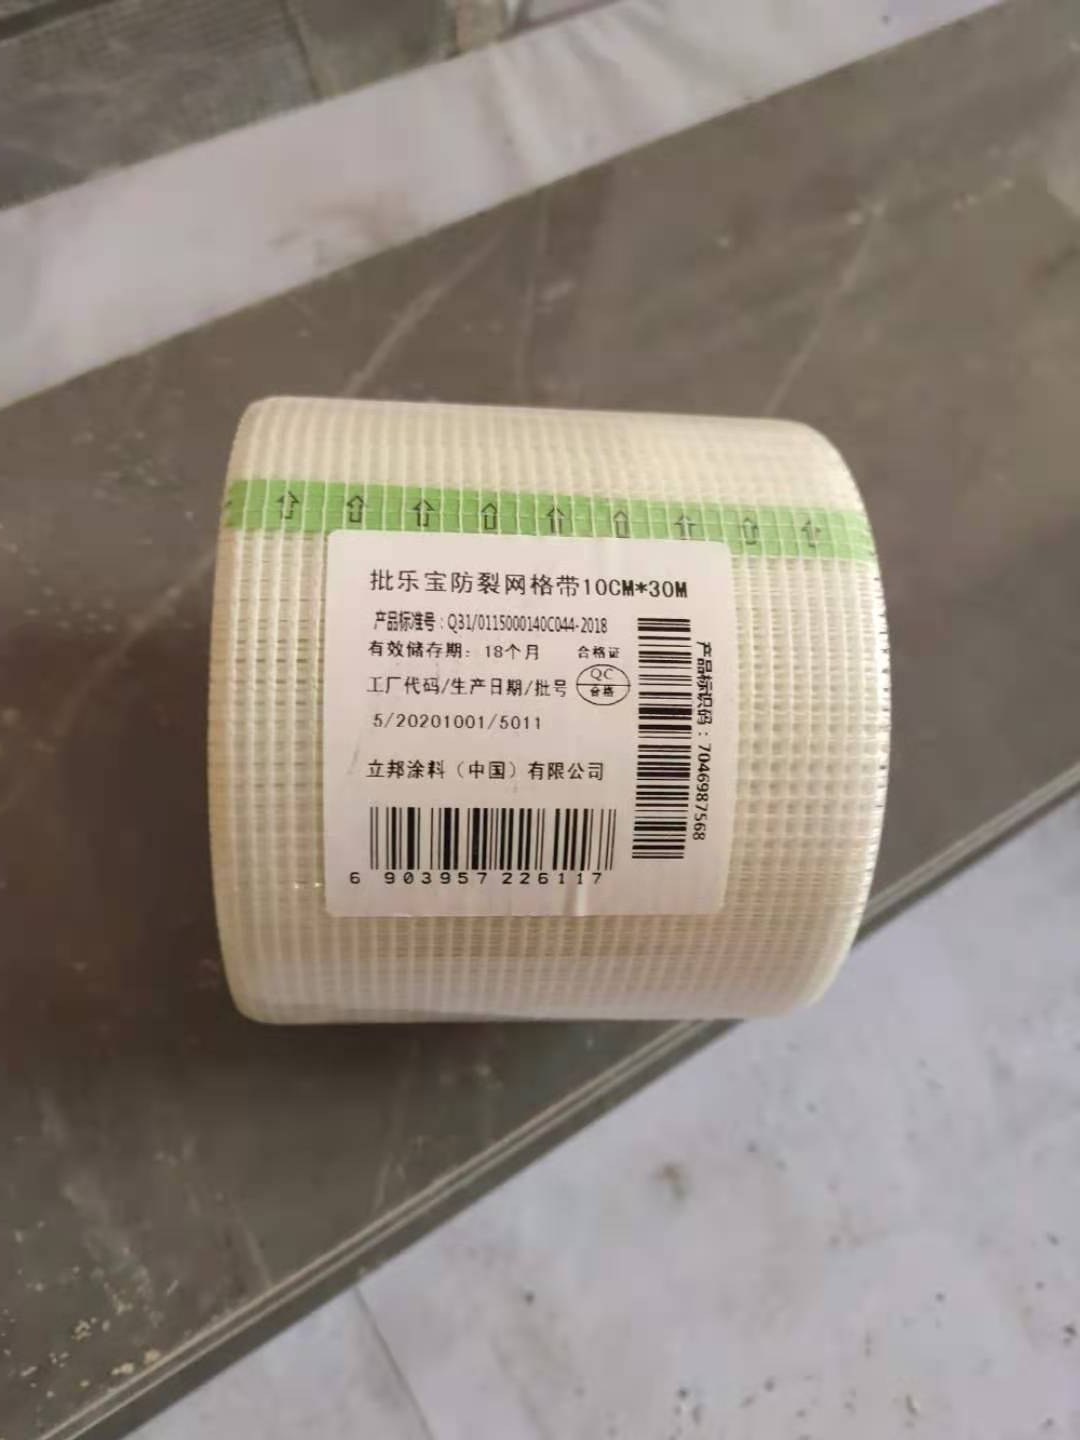 批乐宝防裂网格带10CM*30M
产品标准号:Q31/0115000140C044-2018
有效储存期:18个月
合格证
QC
合格
工厂代码/生产日期/批号
5/20201001/5011
立邦涂料（中国）有限公司
6 903957 226117
产品标识码:7046987568